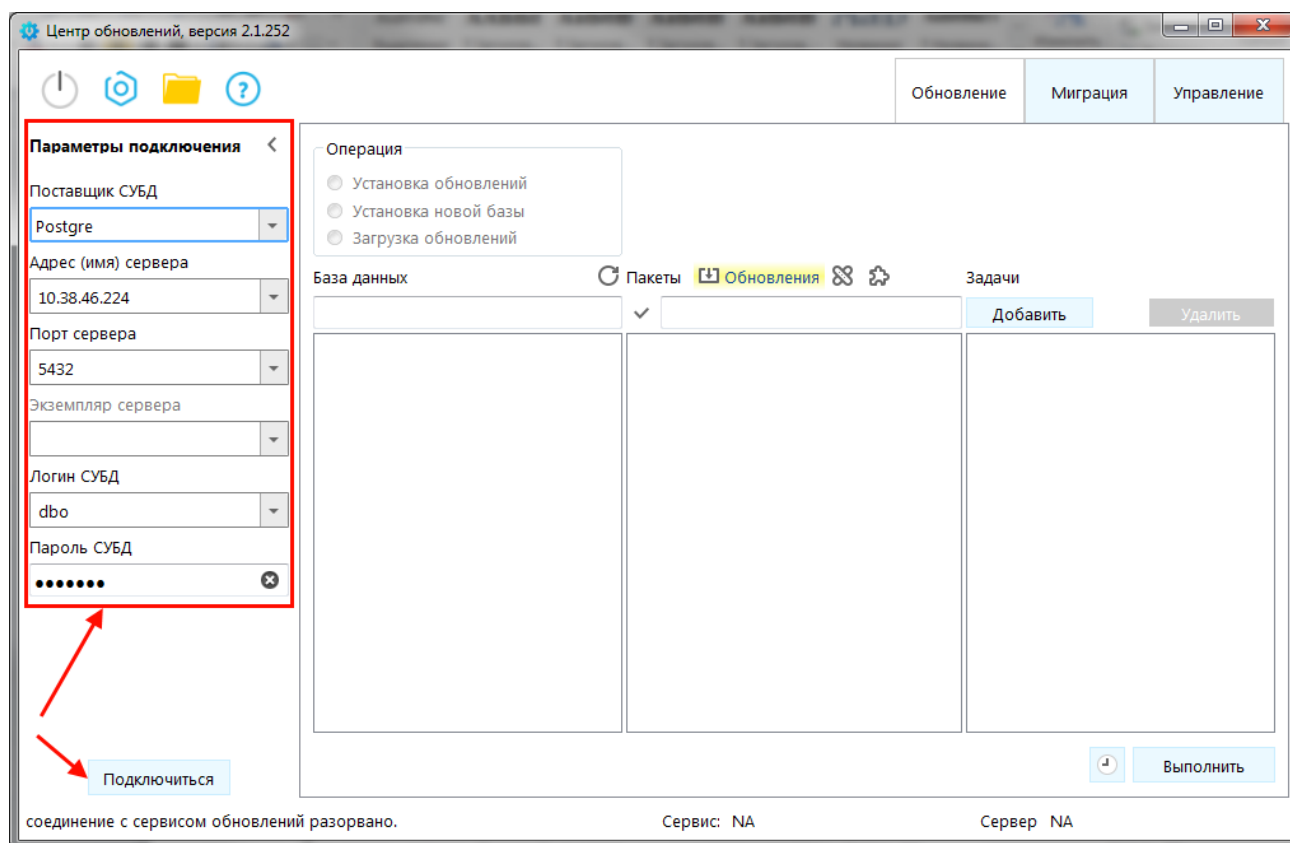 Центр обновлений, версия 2.1.252
Обновление Миграция Управление
Параметры подключения
Поставщик СУБД
Postgre
Адрес (имя) сервера
10.38.46.224
Порт сервера
5432
Экземпляр сервера
Логин СУБД
dbo
Пароль СУБД
•••••••
Подключиться
Операция
Установка обновлений
Установка новой базы
Загрузка обновлений
База данных Пакеты Обновления Задачи
Добавить Удалить
Выполнить
соединение с сервисом обновлений разорвано. Сервис: NA Сервер NA